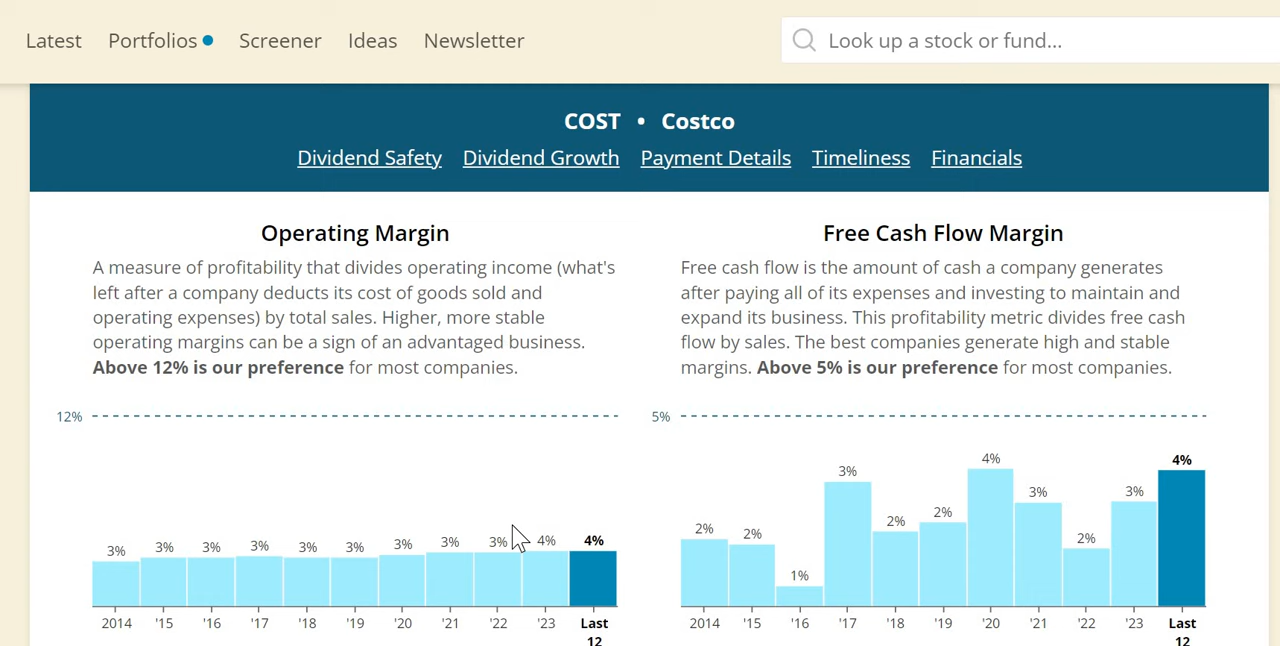 Latest Portfolios Screener Ideas Newsletter Look up a stock or fund...
COST • Costco
Dividend Safety Dividend Growth Payment Details Timeliness Financials
Operating Margin
A measure of profitability that divides operating income (what's
left after a company deducts its cost of goods sold and
operating expenses) by total sales. Higher, more stable
operating margins can be a sign of an advantaged business.
Above 12% is our preference for most companies.
12%
3% 3% 3% 3% 3% 3% 3% 3% 3% 4% 4%
2014 '15 '16 '17 '18 '19 '20 '21 '22 '23 Last
12
Free Cash Flow Margin
Free cash flow is the amount of cash a company generates
after paying all of its expenses and investing to maintain and
expand its business. This profitability metric divides free cash
flow by sales. The best companies generate high and stable
margins. Above 5% is our preference for most companies.
5%
2% 2% 1% 3% 2% 2% 4% 3% 2% 3% 4%
2014 '15 '16 '17 '18 '19 '20 '21 '22 '23 Last
12